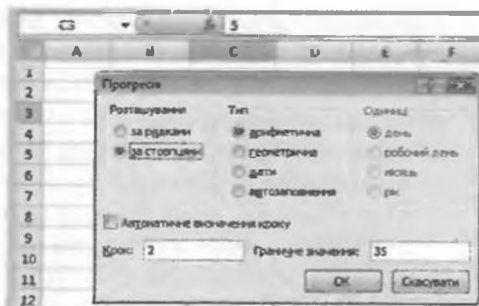 C3 5
A B C D E F
1
2
3
4
5
6
7
8
9
10
11
12
Прогресія
Розташування Тип Одиниці
за рядками арифметична день
за стовпцями геометрична робочий день
дати місяць
автозаповнення рік
Автоматичне визначення кроку
Крок: 2 Граничне значення: 35
ОК Скасувати